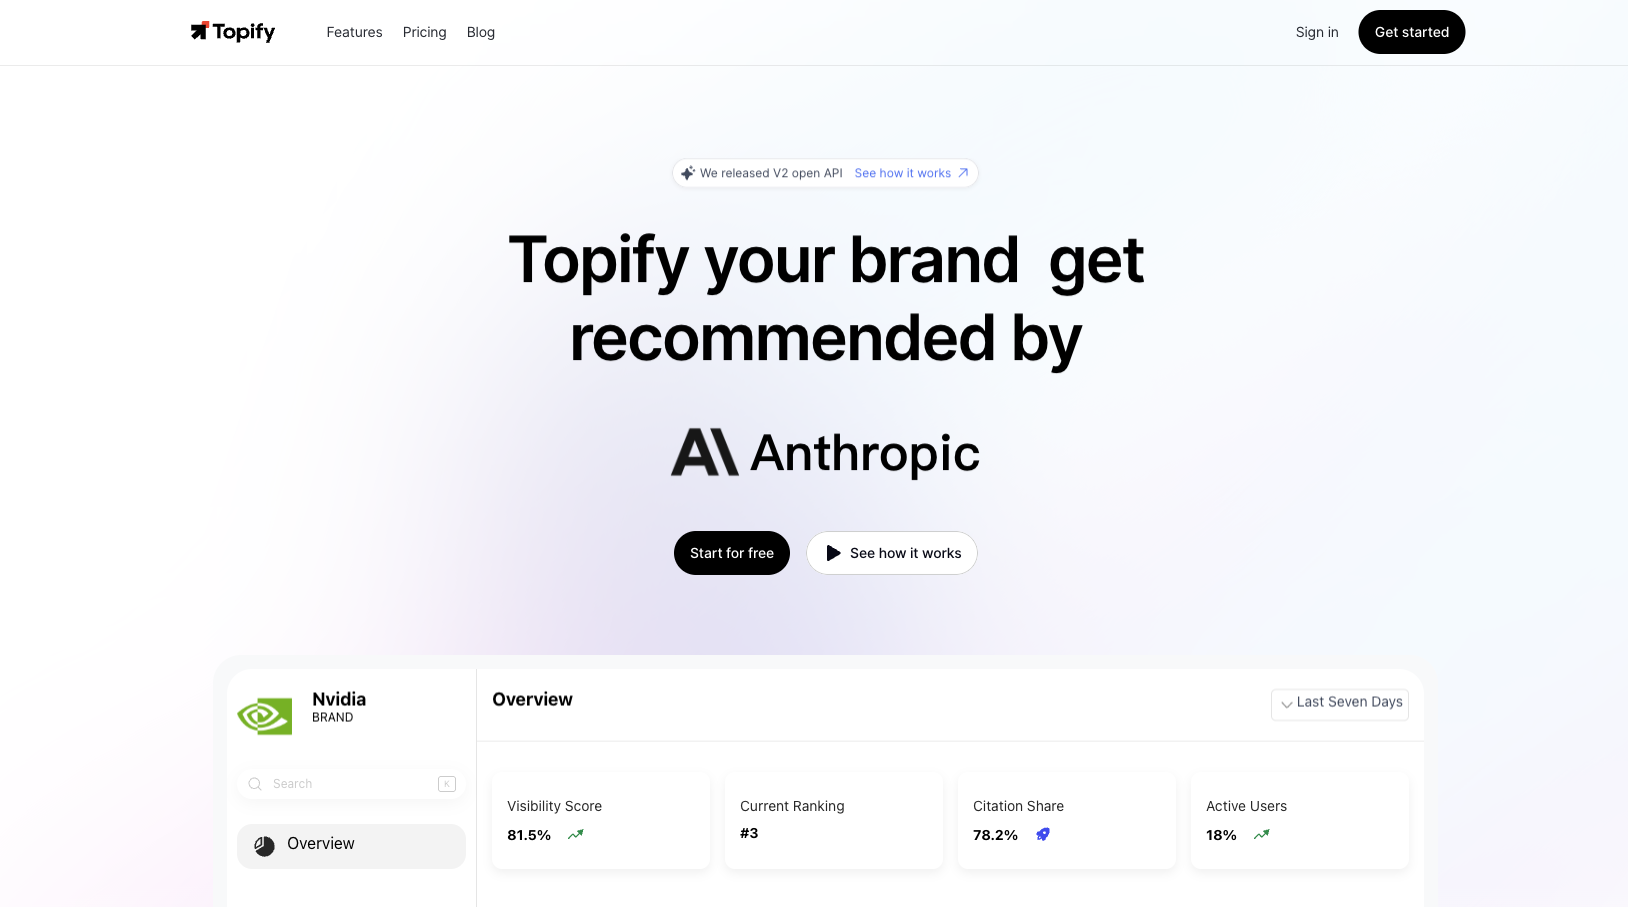 Topify
Features
Pricing
Blog
Sign in
Get started
We released V2 open API See how it works
Topify your brand get
recommended by
Anthropic
Start for free
See how it works
Nvidia
BRAND
Search
K
Overview
Overview
Last Seven Days
Visibility Score
81.5%
Current Ranking
#3
Citation Share
78.2%
Active Users
18%